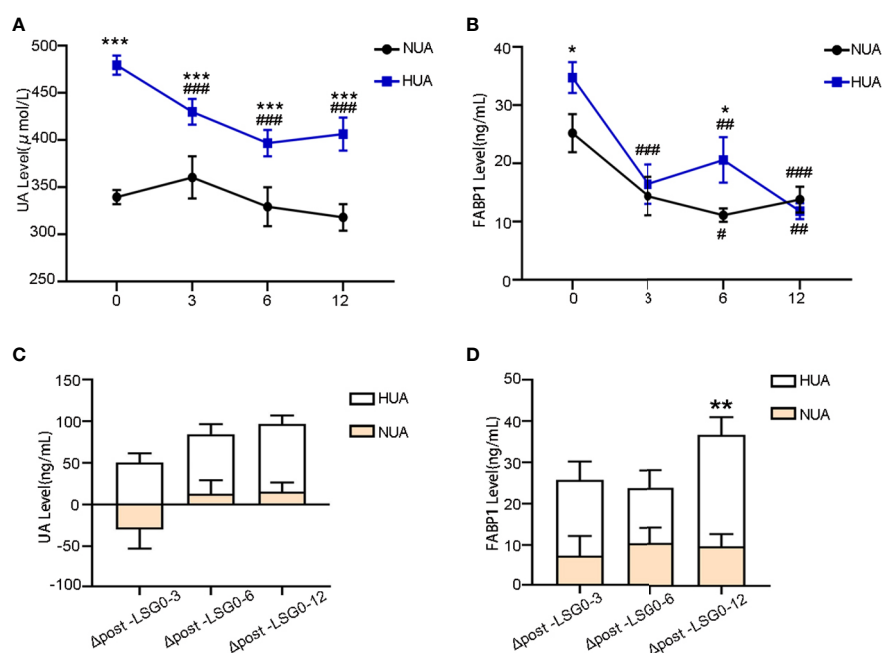 A
UA Level(μ mol/L)
500
450
400
350
300
250
0
3
6
12
***
***
###
***
###
***
###
NUA
HUA
B
FABP1 Level(ng/mL)
40
30
20
10
0
0
3
6
12
*
###
*
##
#
###
##
NUA
HUA
C
UA Level(ng/mL)
150
100
50
0
-50
-100
Δpost -LSG0-3
Δpost -LSG0-6
Δpost -LSG0-12
HUA
NUA
D
FABP1 Level(ng/mL)
50
40
30
20
10
0
**
Δpost -LSG0-3
Δpost -LSG0-6
Δpost -LSG0-12
HUA
NUA